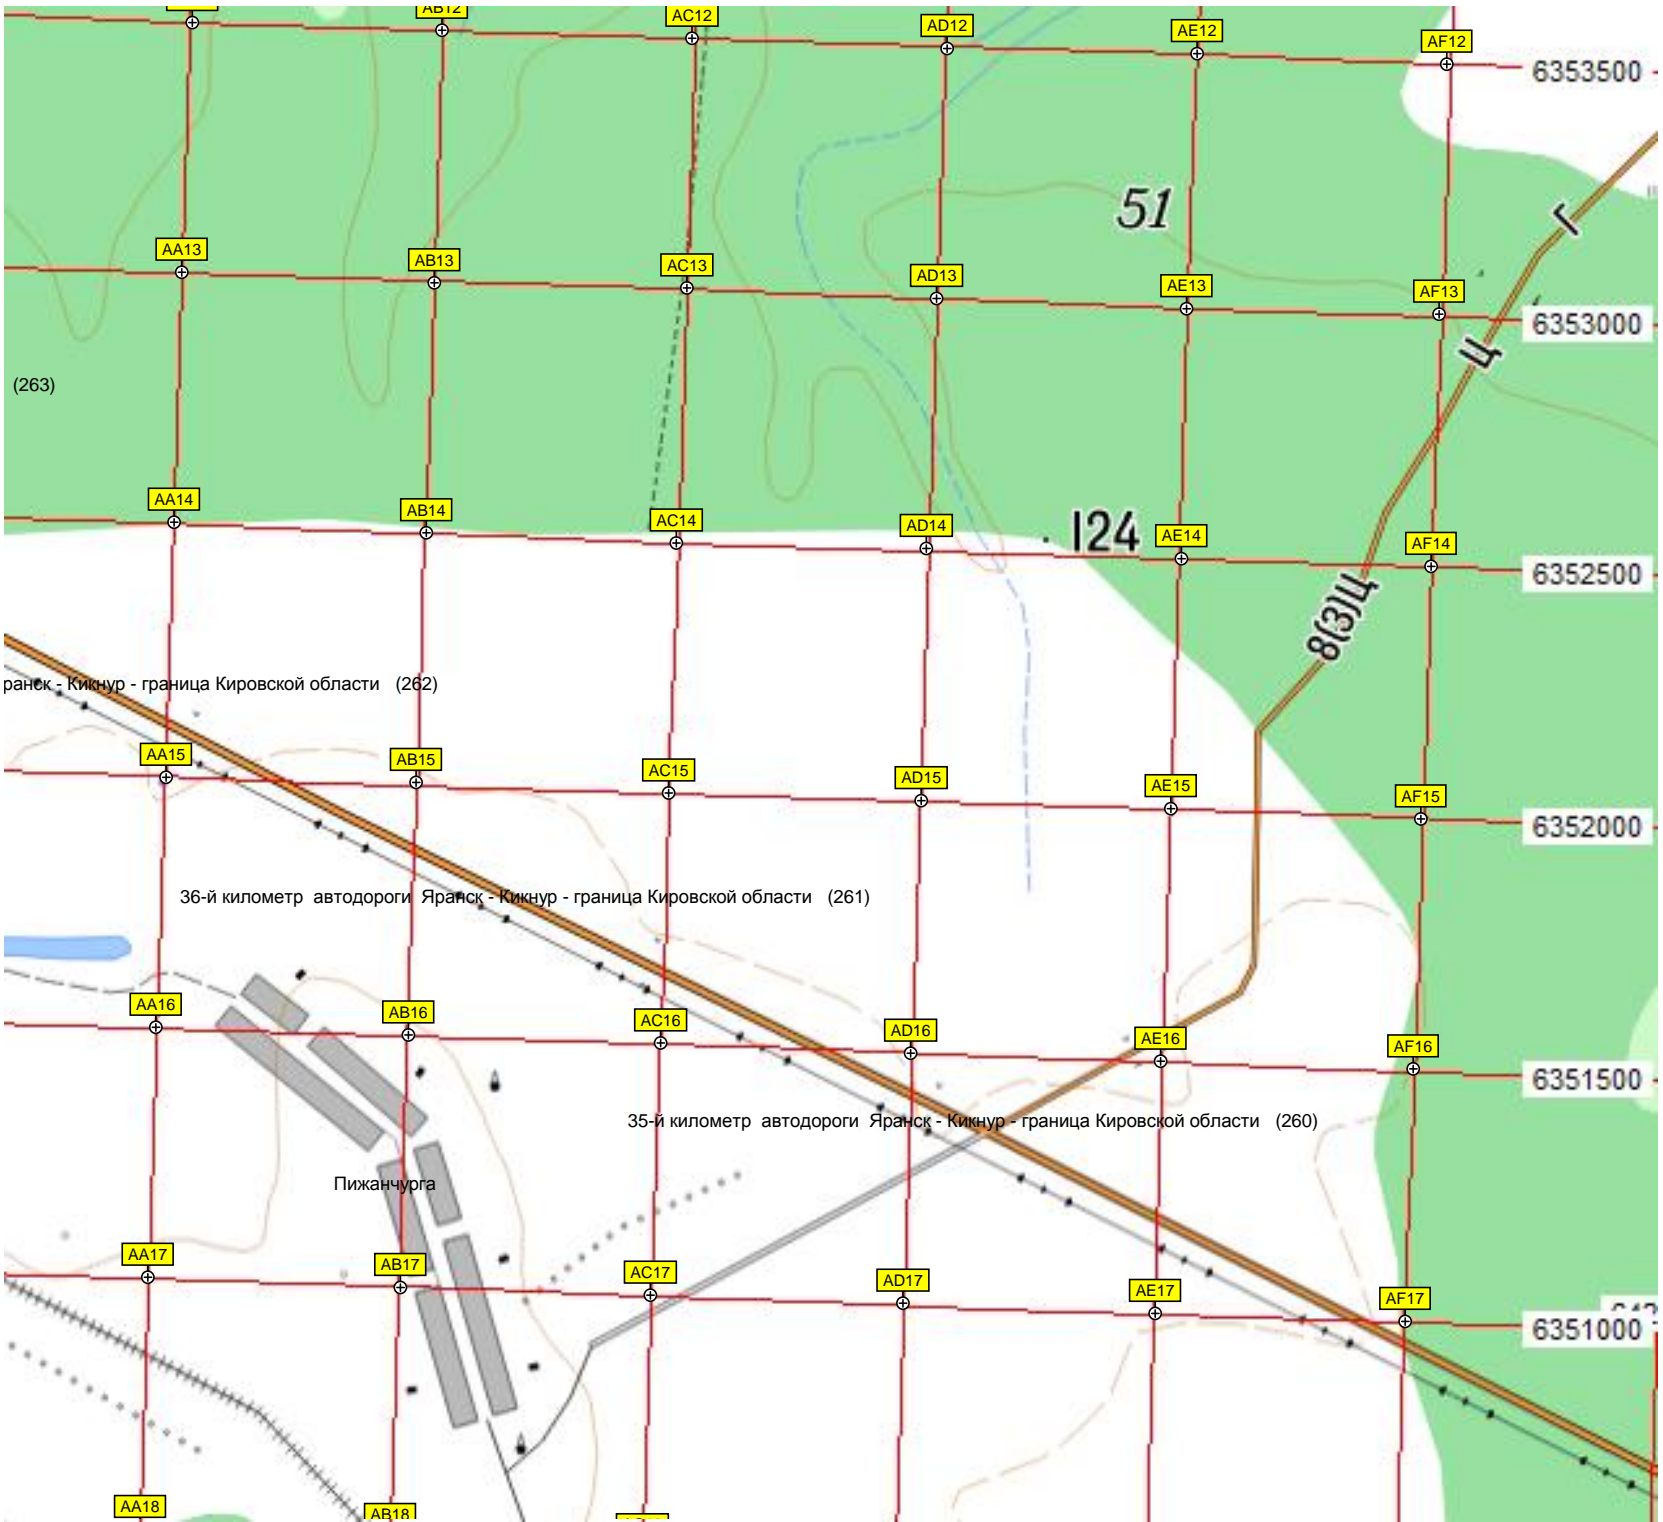 AB12
AC12
AD12
AE12
AF12
6353500
51
Г
AA13
AB13
AC13
AD13
AE13
AF13
6353000
Ц
(263)
AA14
AB14
AC14
AD14
124
AE14
AF14
6352500
8(3)Ц
ранск - Кикнур - граница Кировской области (262)
AA15
AB15
AC15
AD15
AE15
AF15
6352000
36-й километр автодороги Яранск - Кикнур - граница Кировской области (261)
AA16
AB16
AC16
AD16
AE16
AF16
6351500
35-й километр автодороги Яранск - Кикнур - граница Кировской области (260)
Пижанчурга
AA17
AB17
AC17
AD17
AE17
AF17
6351000
AA18
AB18